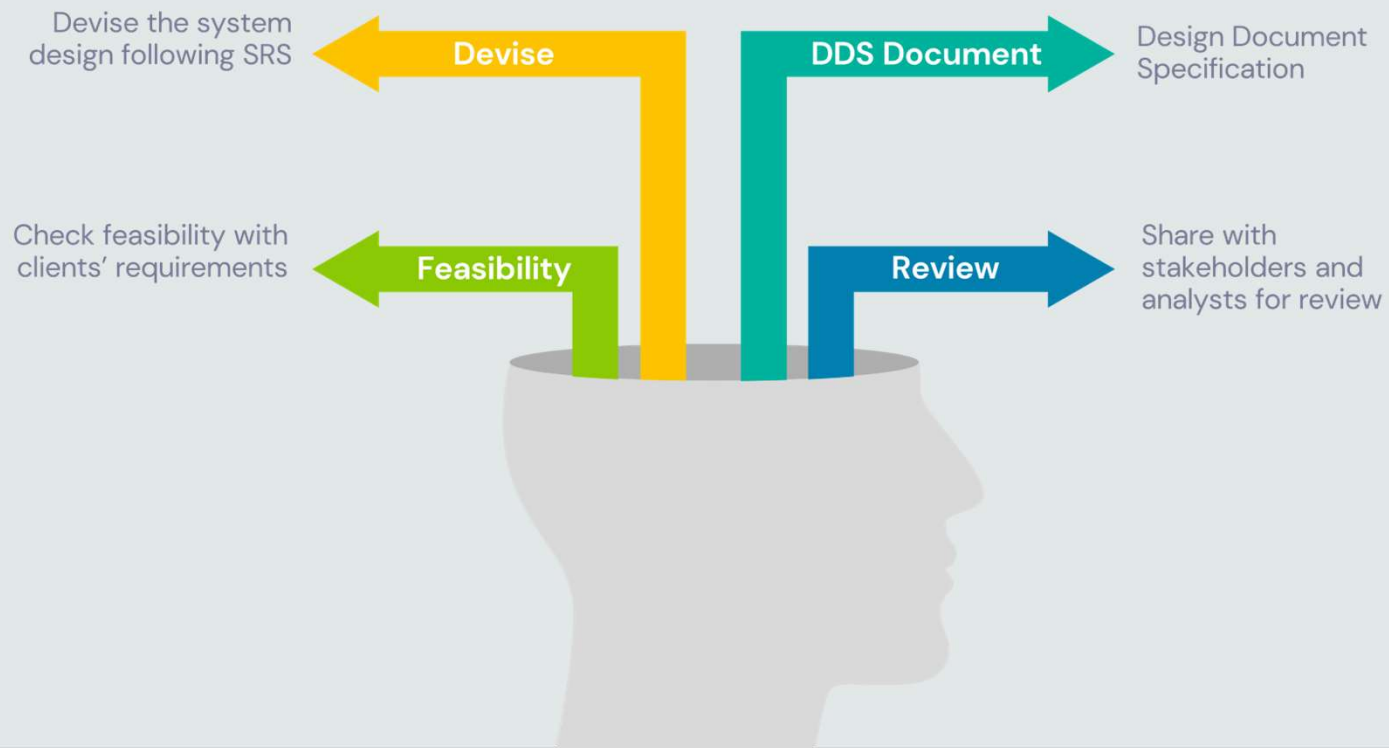 Devise the system
design following SRS
Devise
DDS Document
Design Document
Specification
Check feasibility with
clients’ requirements
Feasibility
Review
Share with
stakeholders and
analysts for review